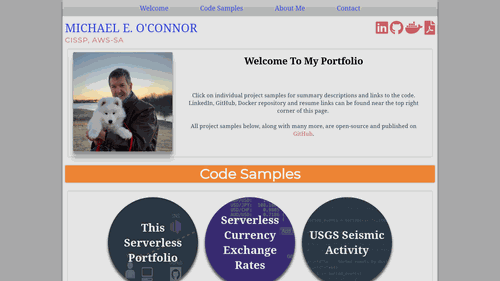 Welcome Code Samples About Me Contact
MICHAEL E. O'CONNOR
CISSP, AWS-SA
Welcome To My Portfolio
Click on individual project samples for summary descriptions and links to the code.
LinkedIn, GitHub, Docker repository and resume links can be found near the top right
corner of this page.
All project samples below, along with many more, are open-source and published on
GitHub.
Code Samples
This
Serverless
Portfolio
Serverless
Currency
Exchange
Rates
USGS Seismic
Activity